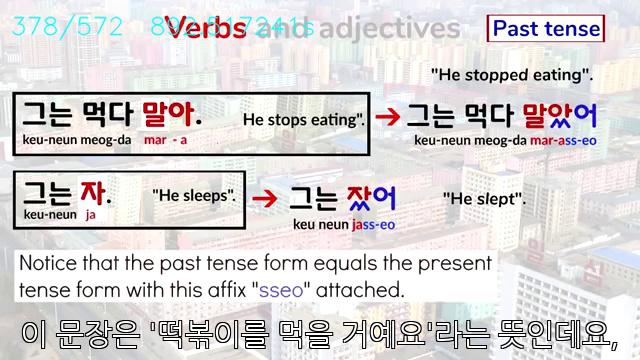 378/572 892.517241s
Verbs and adjectives
Past tense
"He stopped eating".
그는 먹다 말아. He stops eating". → 그는 먹다 말았어
keu-neun meog-da mar - a keu-neun meog-da mar-ass-eo
그는 자. "He sleeps". → 그는 잤어 "He slept".
keu-neun ja keu neun jass-eo
Notice that the past tense form equals the present
tense form with this affix "sseo" attached.
이 문장은 '떡볶이를 먹을 거예요'라는 뜻인데요,